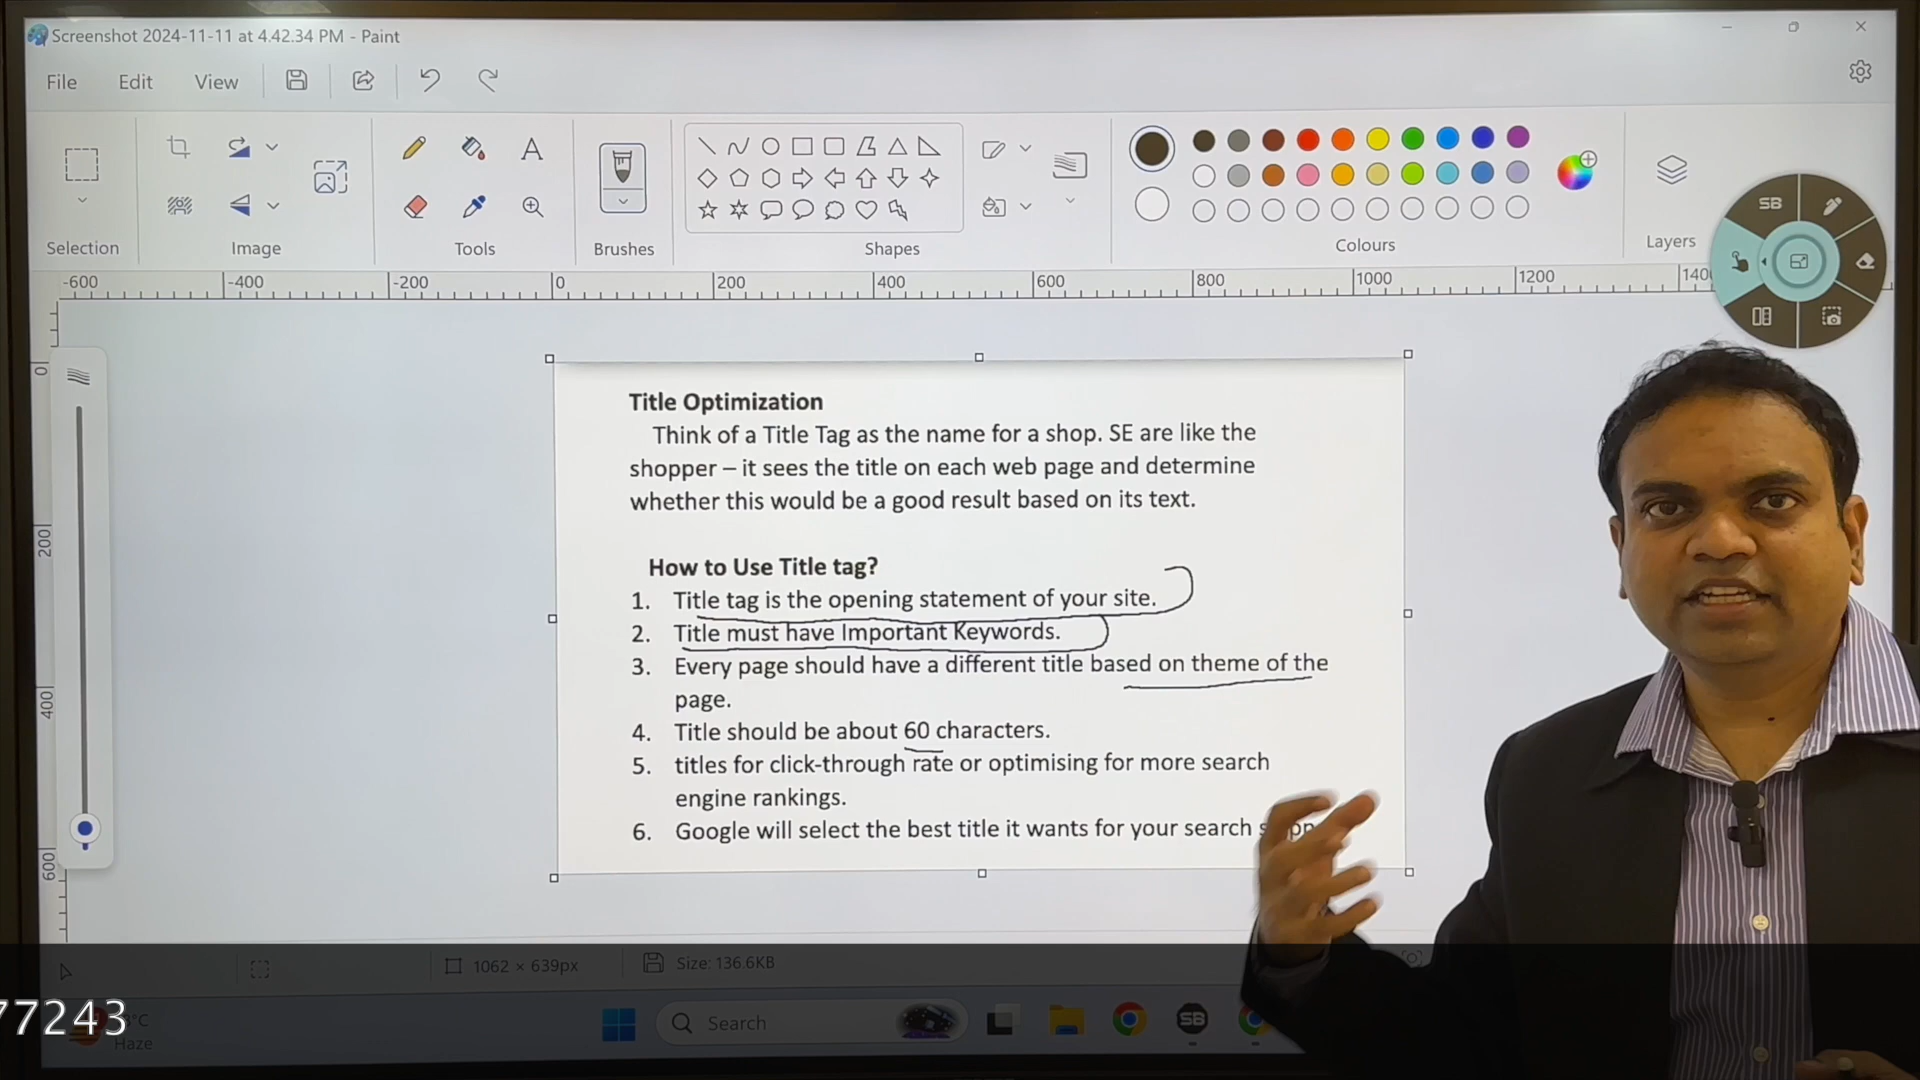 Screenshot 2024-11-11 at 4.42.34 PM - Paint
File Edit View
Selection Image Tools Brushes Shapes Colours Layers
SB
-600 -400 -200 0 200 400 600 800 1000 1200
0
200
400
600
Title Optimization
Think of a Title Tag as the name for a shop. SE are like the
shopper – it sees the title on each web page and determine
whether this would be a good result based on its text.
How to Use Title tag?
1. Title tag is the opening statement of your site.
2. Title must have Important Keywords.
3. Every page should have a different title based on theme of the
page.
4. Title should be about 60 characters.
5. titles for click-through rate or optimising for more search
engine rankings.
6. Google will select the best title it wants for your search
1062 × 639px Size: 136.6KB
77243
°C
Haze
Search
SB